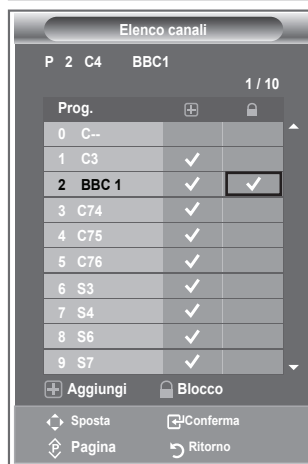 Elenco canali
P 2 C4 BBC1
1 / 10
Prog.
0 C--
1 C3
2 BBC 1
3 C74
4 C75
5 C76
6 S3
7 S4
8 S6
9 S7
Aggiungi Blocco
Sposta Conferma
Pagina Ritorno